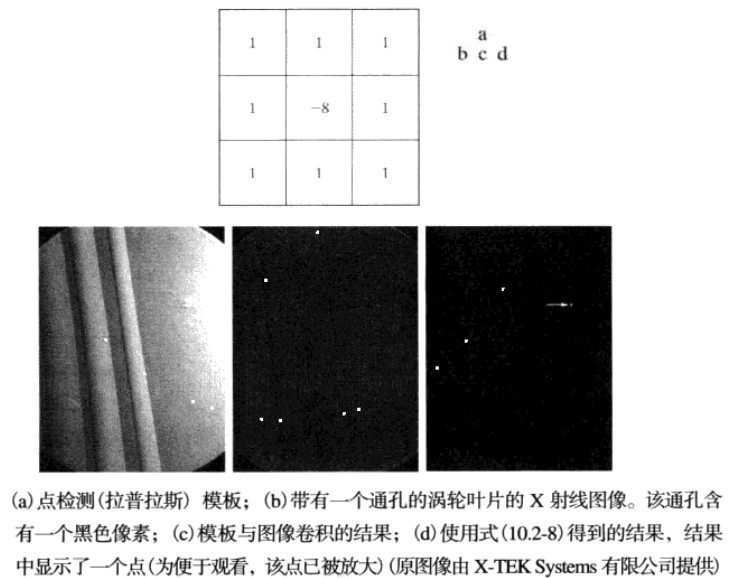 1 1 1
a
b c d
1 -8 1
1 1 1
(a)点检测(拉普拉斯) 模板；(b)带有一个通孔的涡轮叶片的 X 射线图像。该通孔含
有一个黑色像素；(c)模板与图像卷积的结果；(d) 使用式(10.2-8)得到的结果，结果
中显示了一个点(为便于观看，该点已被放大) (原图像由 X-TEK Systems 有限公司提供)